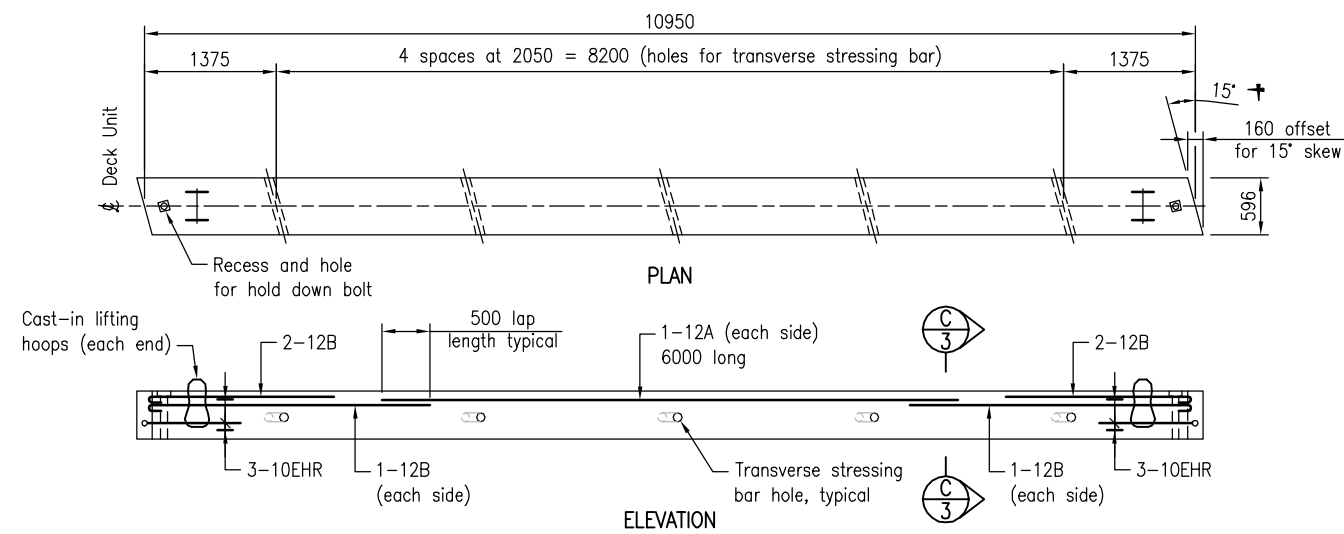 10950
1375
4 spaces at 2050 = 8200 (holes for transverse stressing bar)
1375
15°
160 offset
for 15° skew
℄ Deck Unit
596
Recess and hole
for hold down bolt
PLAN
Cast-in lifting
hoops (each end)
2-12B
500 lap
length typical
1-12A (each side)
6000 long
C
3
2-12B
3-10EHR
1-12B
(each side)
Transverse stressing
bar hole, typical
C
3
1-12B
(each side)
3-10EHR
ELEVATION